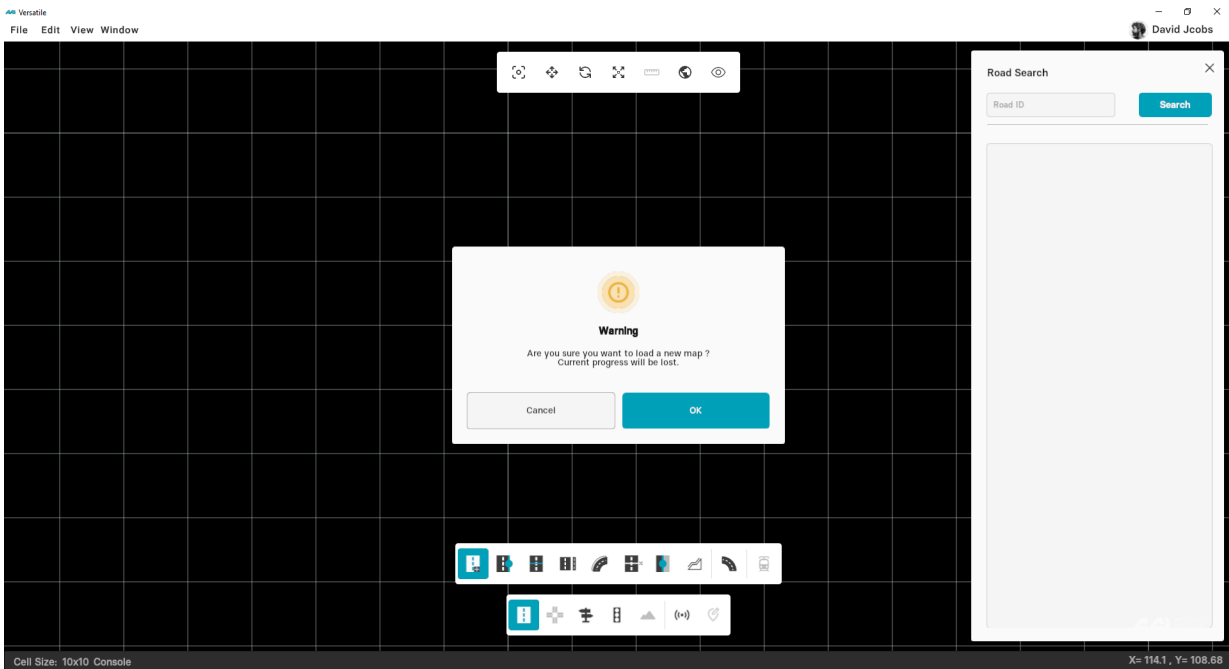 Versatile
File Edit View Window
David Jcobs
Road Search
Road ID
Search
Warning
Are you sure you want to load a new map ?
Current progress will be lost.
Cancel
OK
Cell Size: 10x10 Console
X= 114.1 , Y= 108.68